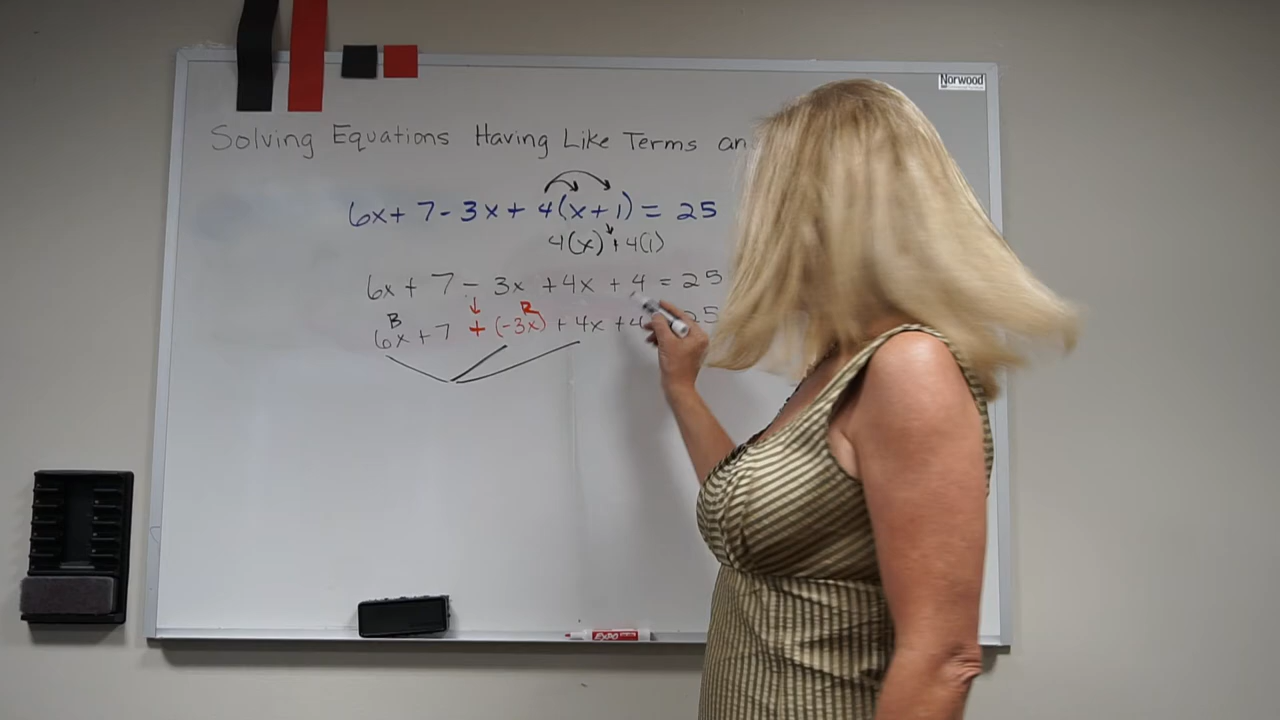 Norwood
Solving Equations Having Like Terms an
6x + 7 - 3x + 4(x + 1) = 25
4(x) + 4(1)
6x + 7 - 3x + 4x + 4 = 25
B R
6x + 7 + (-3x) + 4x + 4 25
EXPO